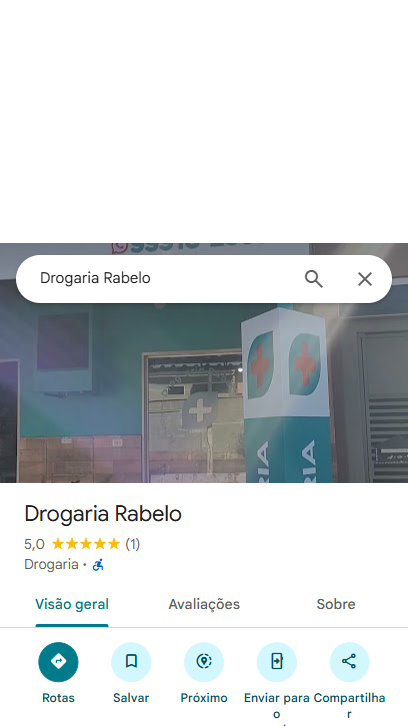 Drogaria Rabelo
RIA
RIA
Drogaria Rabelo
5,0 (1)
Drogaria ·
Visão geral Avaliações Sobre
Rotas Salvar Próximo Enviar para o Compartilhar